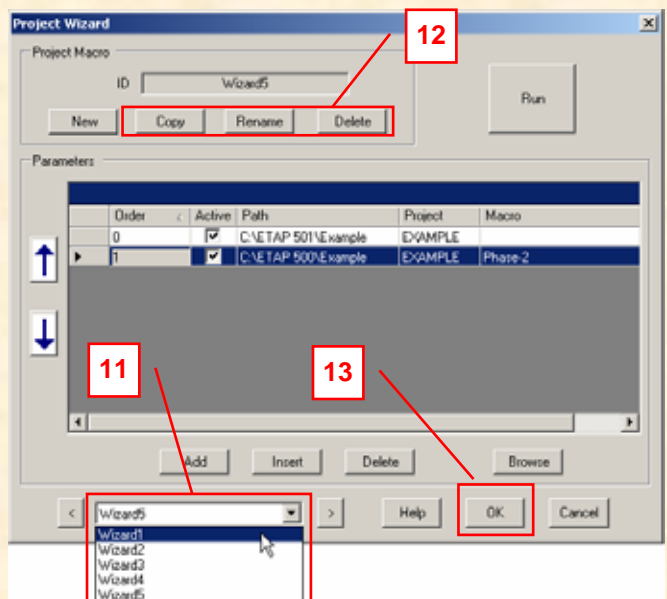 Project Wizard
12
Project Macro
ID Wizard5
New Copy Rename Delete
Run
Parameters
Order Active Path Project Macro
0 C:\ETAP 501\Example EXAMPLE
1 C:\ETAP 500\Example EXAMPLE Phase-2
11
13
Add Insert Delete Browse
< Wizard5 > Help OK Cancel
Wizard1
Wizard2
Wizard3
Wizard4
Wizard5